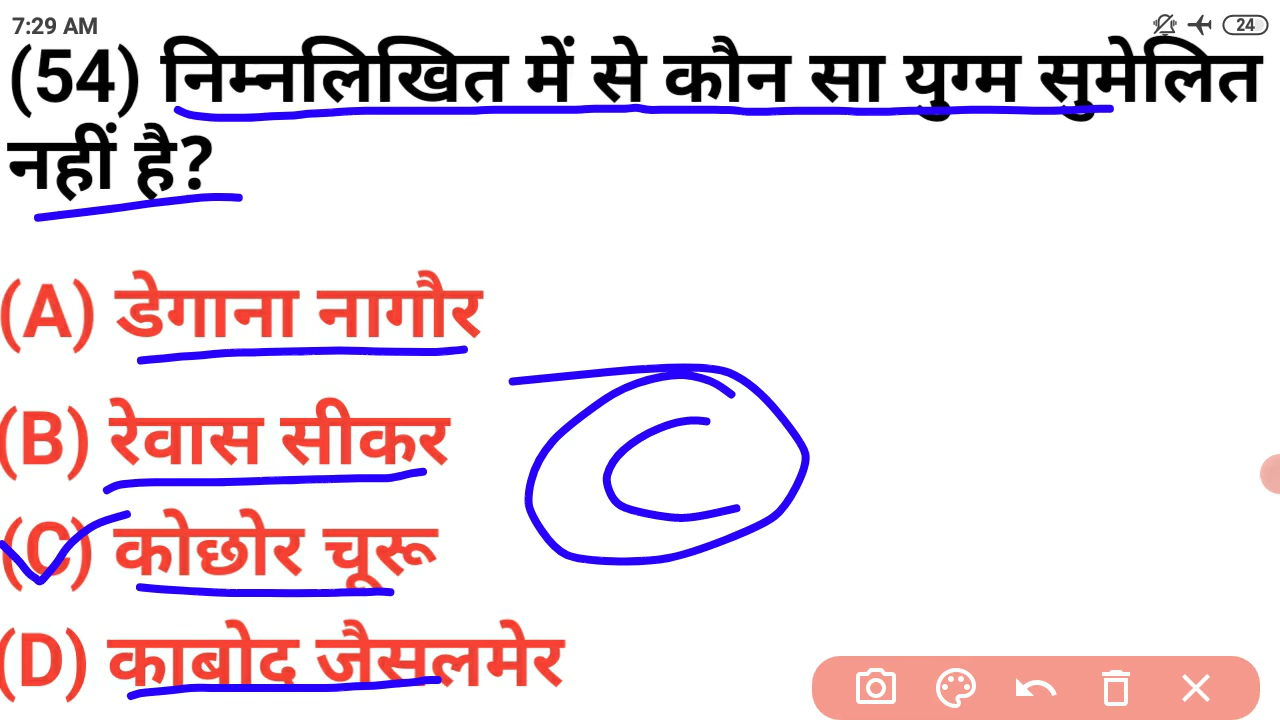 7:29 AM
24
(54) निम्नलिखित में से कौन सा युग्म सुमेलित
नहीं है?
(A) डेगाना नागौर
(B) रेवास सीकर
(C) कोछोर चूरू
(D) काबोद जैसलमेर
C